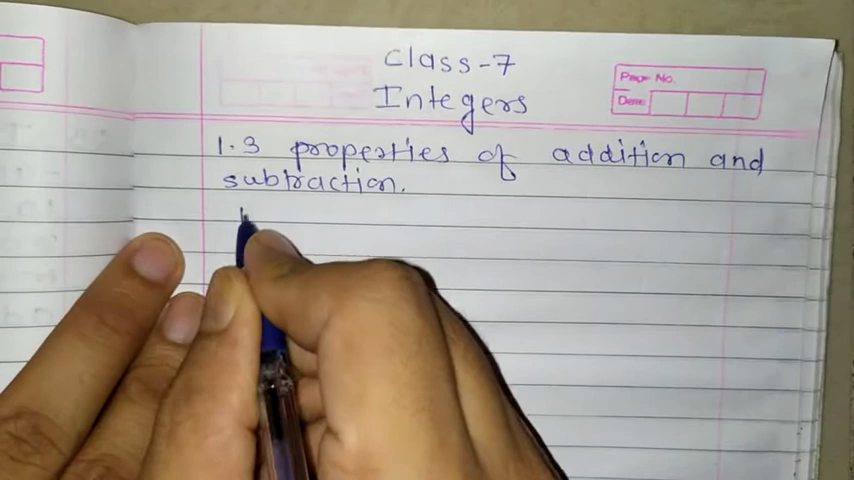 Class-7
Integers
Page No.
Date
1.3 properties of addition and
subtraction.